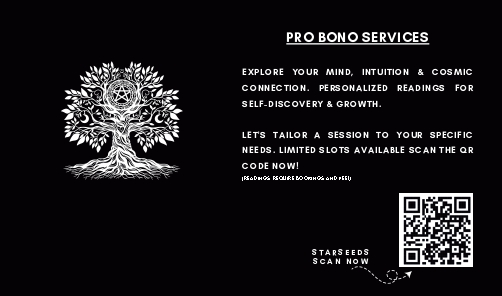 PRO BONO SERVICES
EXPLORE YOUR MIND, INTUITION & COSMIC
CONNECTION. PERSONALIZED READINGS FOR
SELF-DISCOVERY & GROWTH.
LET'S TAILOR A SESSION TO YOUR SPECIFIC
NEEDS. LIMITED SLOTS AVAILABLE SCAN THE QR
CODE NOW!
(READINGS REQUIRE BOOKINGS AND FEE!)
STARSEEDS
SCAN NOW